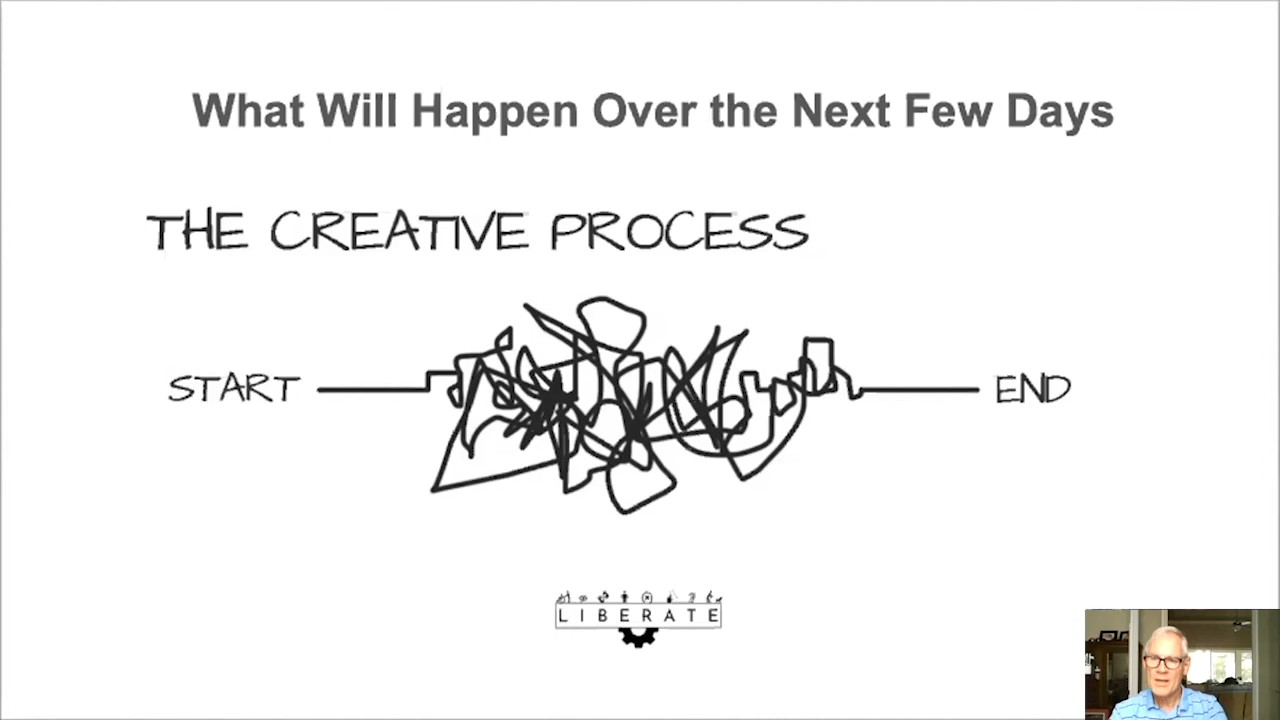 What Will Happen Over the Next Few Days
THE CREATIVE PROCESS
START
END
LIBERATE